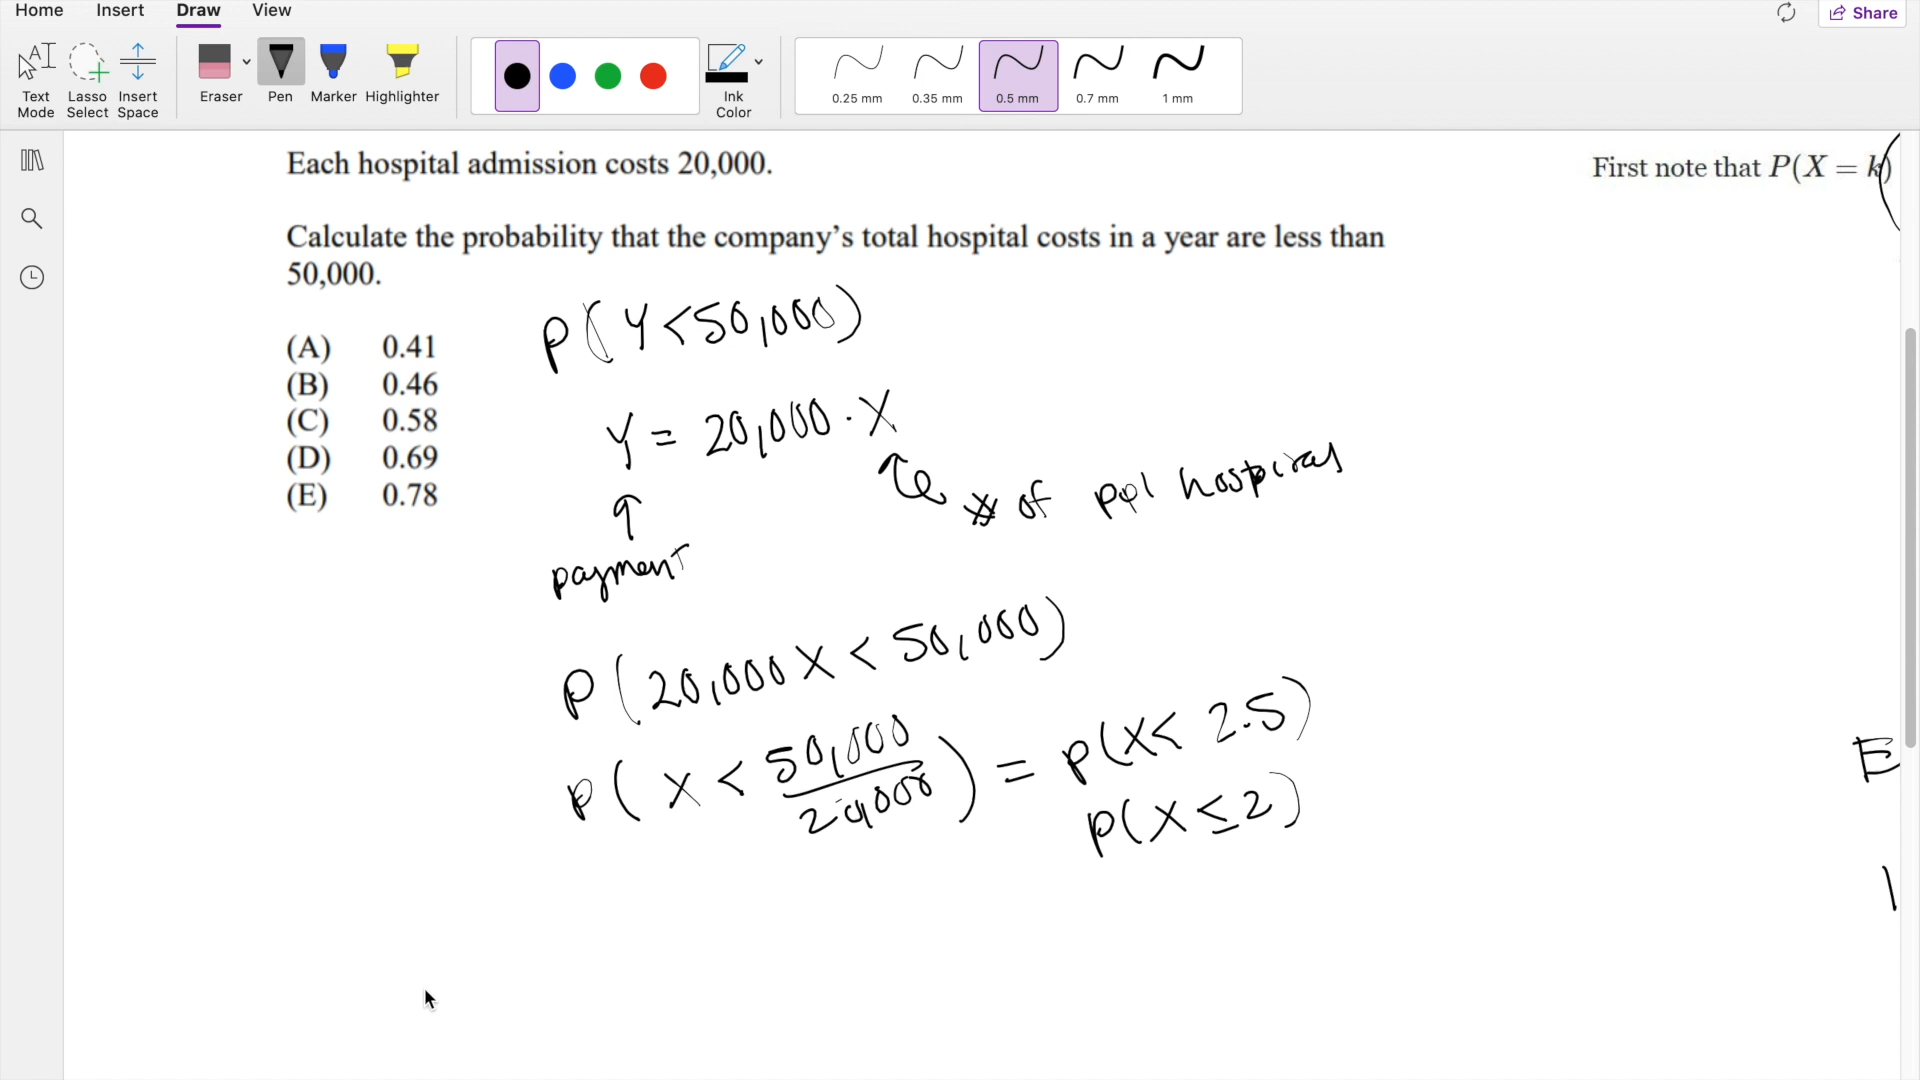 Home Insert Draw View
Share
Text Mode
Lasso Select
Insert Space
Eraser
Pen
Marker
Highlighter
Ink Color
0.25 mm
0.35 mm
0.5 mm
0.7 mm
1 mm
Each hospital admission costs 20,000.
First note that P(X = k)
Calculate the probability that the company's total hospital costs in a year are less than
50,000.
P(Y<50,000)
(A) 0.41
(B) 0.46
(C) 0.58
(D) 0.69
(E) 0.78
Y = 20,000 · X
# of ppl
payment
P(20,000X < 50,000)
P(X < 50,000/20,000) = P(X < 2.5)
P(X ≤ 2)
E